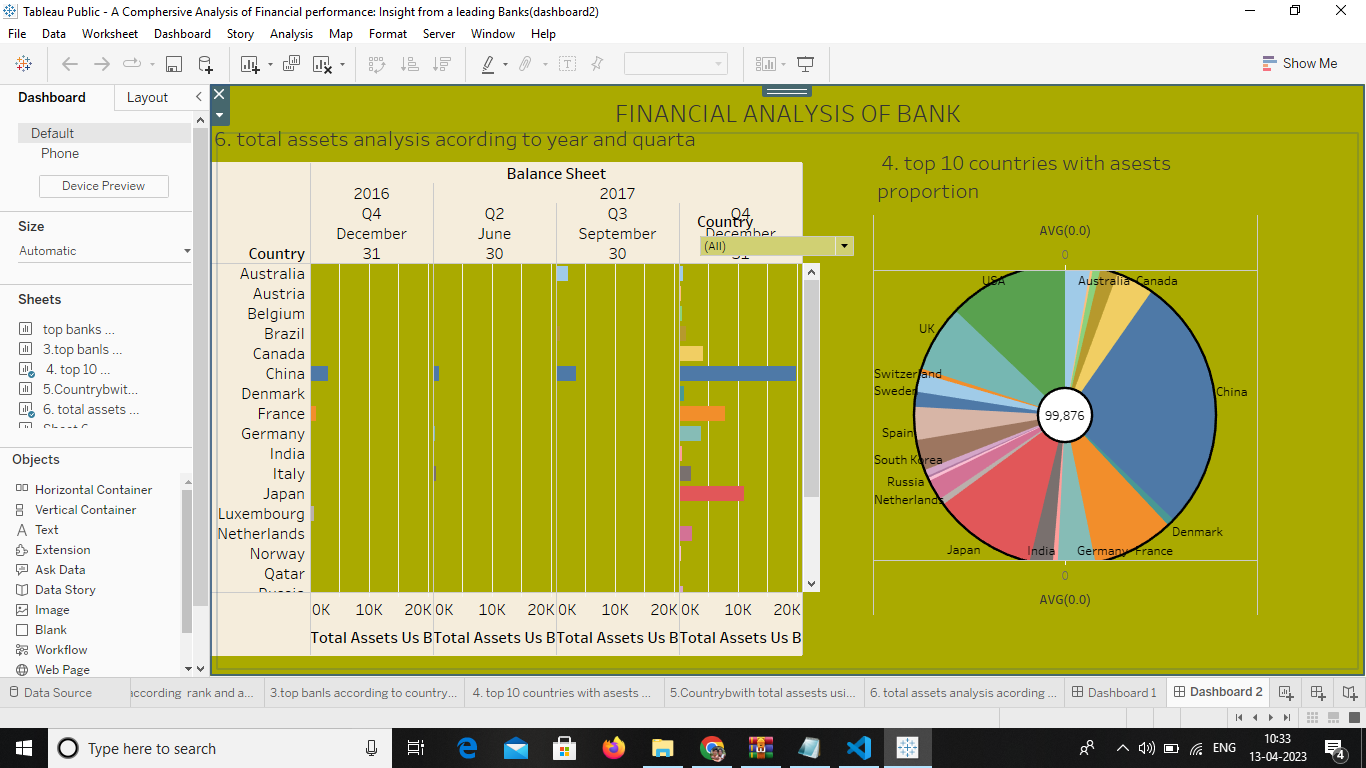 Tableau Public - A Comphersive Analysis of Financial performance: Insight from a leading Banks(dashboard2)
File Data Worksheet Dashboard Story Analysis Map Format Server Window Help
Show Me
Dashboard Layout
Default
Phone
Device Preview
Size
Automatic
Sheets
top banks ...
3.top banls ...
4. top 10 ...
5.Countrybwit...
6. total assets ...
Objects
Horizontal Container
Vertical Container
Text
Extension
Ask Data
Data Story
Image
Blank
Workflow
Web Page
FINANCIAL ANALYSIS OF BANK
6. total assets analysis acording to year and quarta
Balance Sheet
2016 2017
Q4 Q2 Q3 Q4
December June September December
Country 31 30 30 31
Country
(All)
Australia
Austria
Belgium
Brazil
Canada
China
Denmark
France
Germany
India
Italy
Japan
Luxembourg
Netherlands
Norway
Qatar
Russia
0K 10K 20K 0K 10K 20K 0K 10K 20K 0K 10K 20K
Total Assets Us B Total Assets Us B Total Assets Us B Total Assets Us B
4. top 10 countries with asests
proportion
AVG(0.0)
0
USA Australia Canada
UK
Switzerland
Sweden China
99,876
Spain
South Korea
Russia
Netherlands
Denmark
Japan India Germany France
0
AVG(0.0)
Data Source according rank and a... 3.top banls according to country... 4. top 10 countries with asests ... 5.Countrybwith total assests usi... 6. total assets analysis acording ... Dashboard 1 Dashboard 2
Type here to search
ENG
10:33
13-04-2023
4